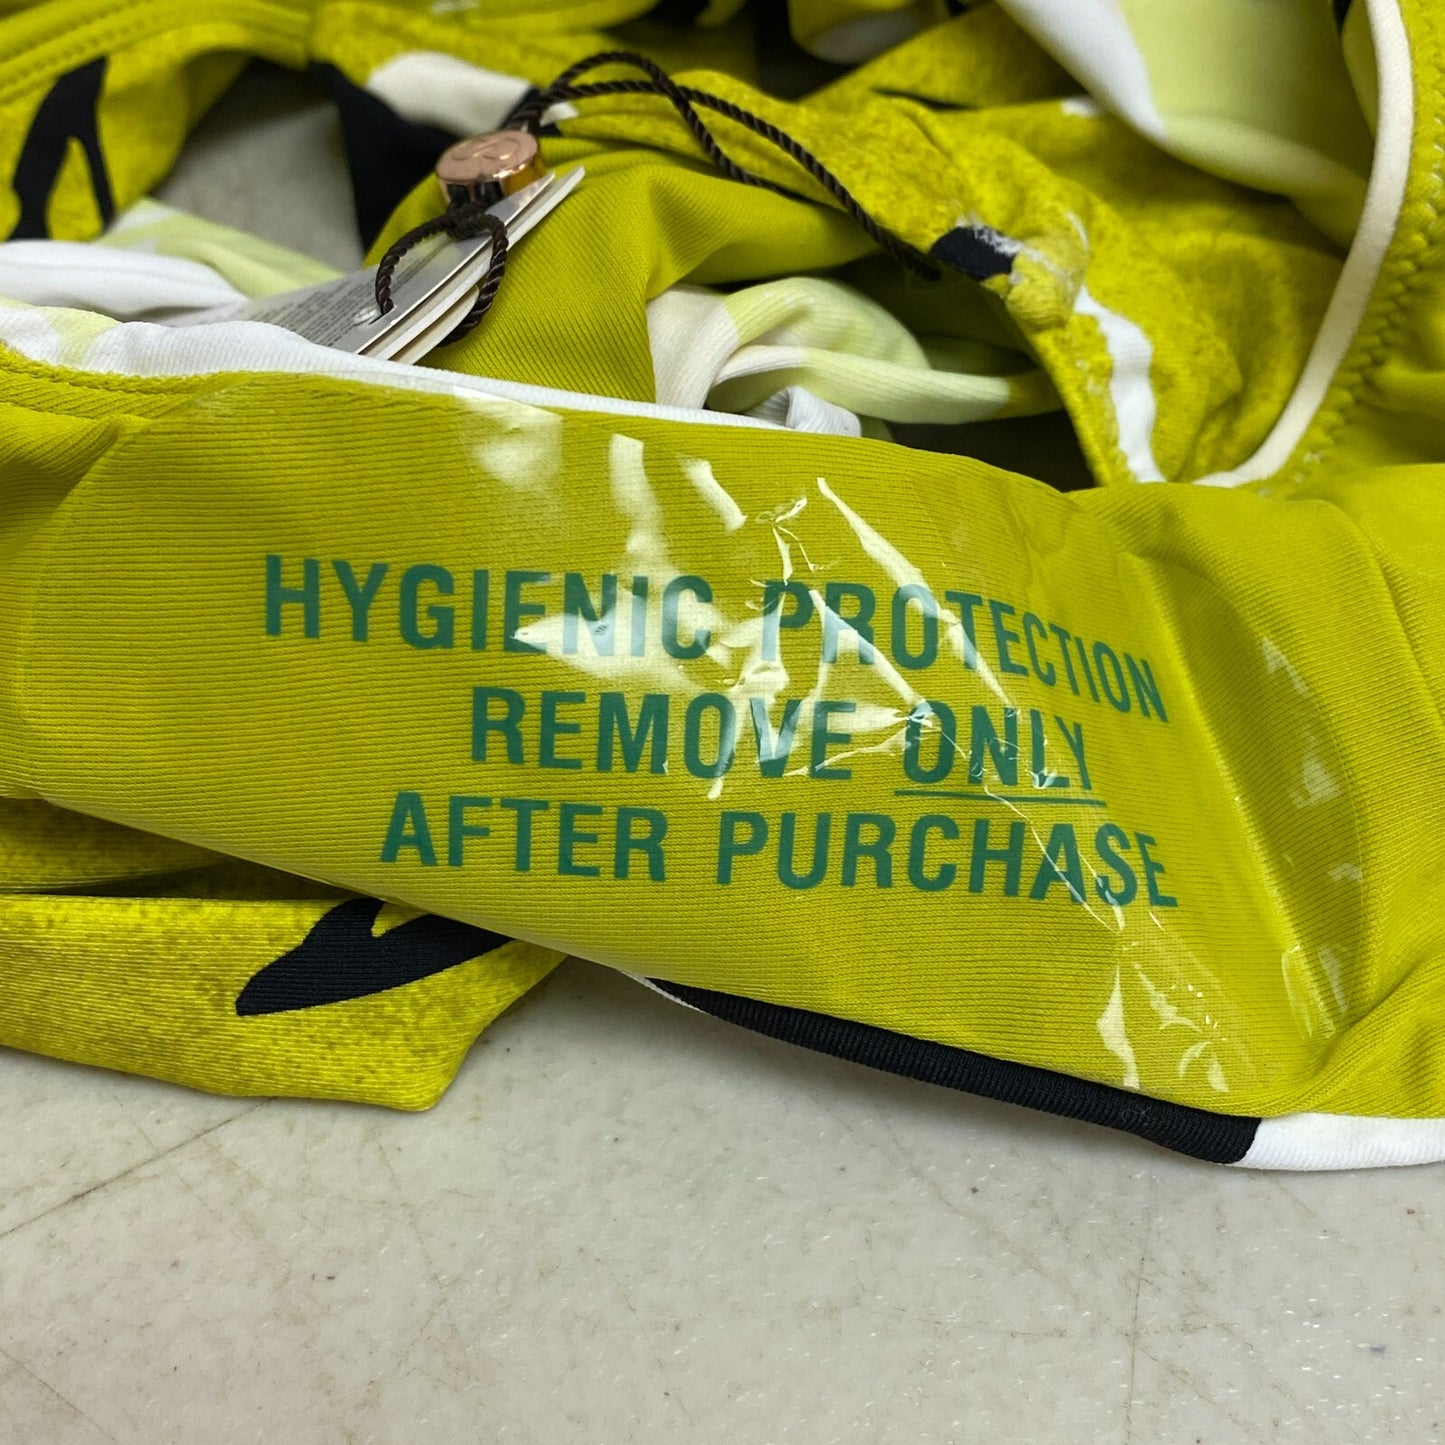 HYGIENIC PROTECTION
REMOVE ONLY
AFTER PURCHASE